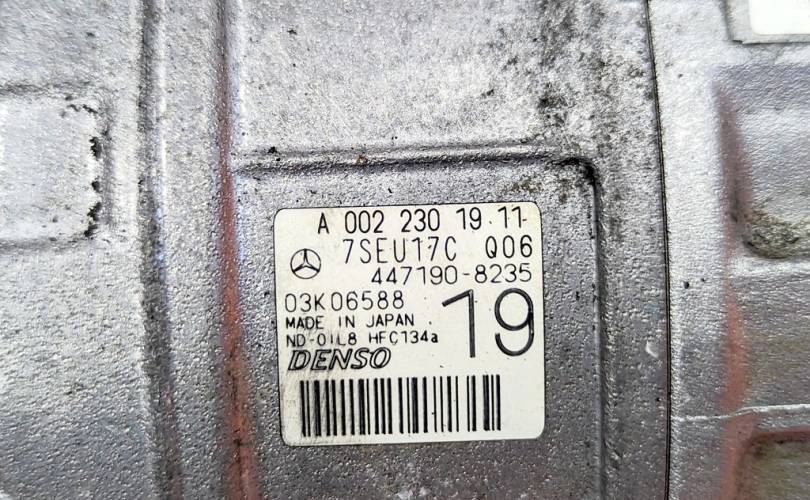 A 002 230 19 11
7SEU17C Q06
447190-8235
03K06588
19
MADE IN JAPAN
ND-OIL8 HFC134a
DENSO